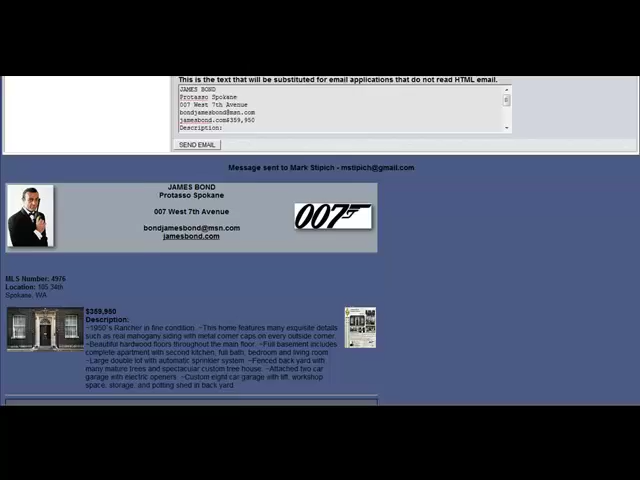 This is the text that will be substituted for email applications that do not read HTML email.
JAMES BOND
Protasso Spokane
007 West 7th Avenue
bondjamesbond@msn.com
jamesbond.com$359,950
Description:
SEND EMAIL
Message sent to Mark Stipich - mstipich@gmail.com
JAMES BOND
Protasso Spokane
007 West 7th Avenue
007
bondjamesbond@msn.com
jamesbond.com
MLS Number: 4976
Location: 105 34th
Spokane, WA
$359,950
Description:
~1950's Rancher in fine condition. ~This home features many exquisite details
such as real mahogany siding with metal corner caps on every outside corner.
~Beautiful hardwood floors throughout the main floor. ~Full basement includes
complete apartment with second kitchen, full bath, bedroom and living room.
~Large double lot with automatic sprinkler system. ~Fenced back yard with
many mature trees and spectacular custom tree house. ~Attached two car
garage with electric openers. ~Custom eight car garage with lift, workshop
space, storage, and potting shed in back yard.